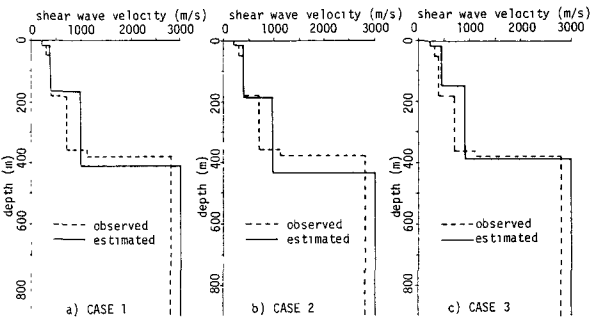 shear wave velocity (m/s)
0 1000 2000 3000
0
200
400
600
800
depth (m)
observed
estimated
a) CASE 1
shear wave velocity (m/s)
0 1000 2000 3000
0
200
400
600
800
depth (m)
observed
estimated
b) CASE 2
shear wave velocity (m/s)
0 1000 2000 3000
0
200
400
600
800
depth (m)
observed
estimated
c) CASE 3